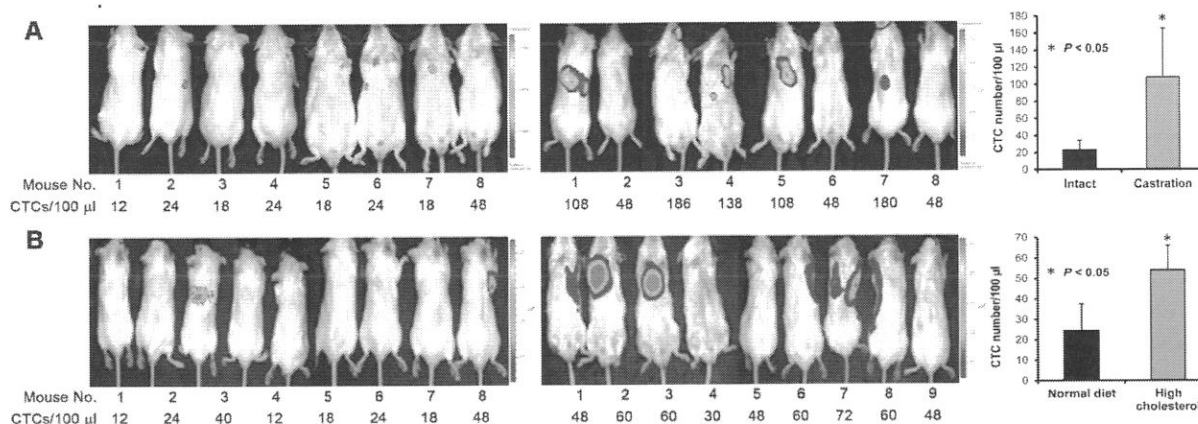 A
Mouse No. 1 2 3 4 5 6 7 8
CTCs/100 µl 12 24 18 24 18 24 18 48
1 2 3 4 5 6 7 8
108 48 186 138 108 48 180 48
CTC number/100 µl
180
160
140
120
100
80
60
40
20
0
* P < 0.05
*
Intact Castration
B
Mouse No. 1 2 3 4 5 6 7 8
CTCs/100 µl 12 24 40 12 18 24 18 48
1 2 3 4 5 6 7 8 9
48 60 60 30 48 60 72 60 48
CTC number/100 µl
70
60
50
40
30
20
10
0
* P < 0.05
*
Normal diet High
cholesterol